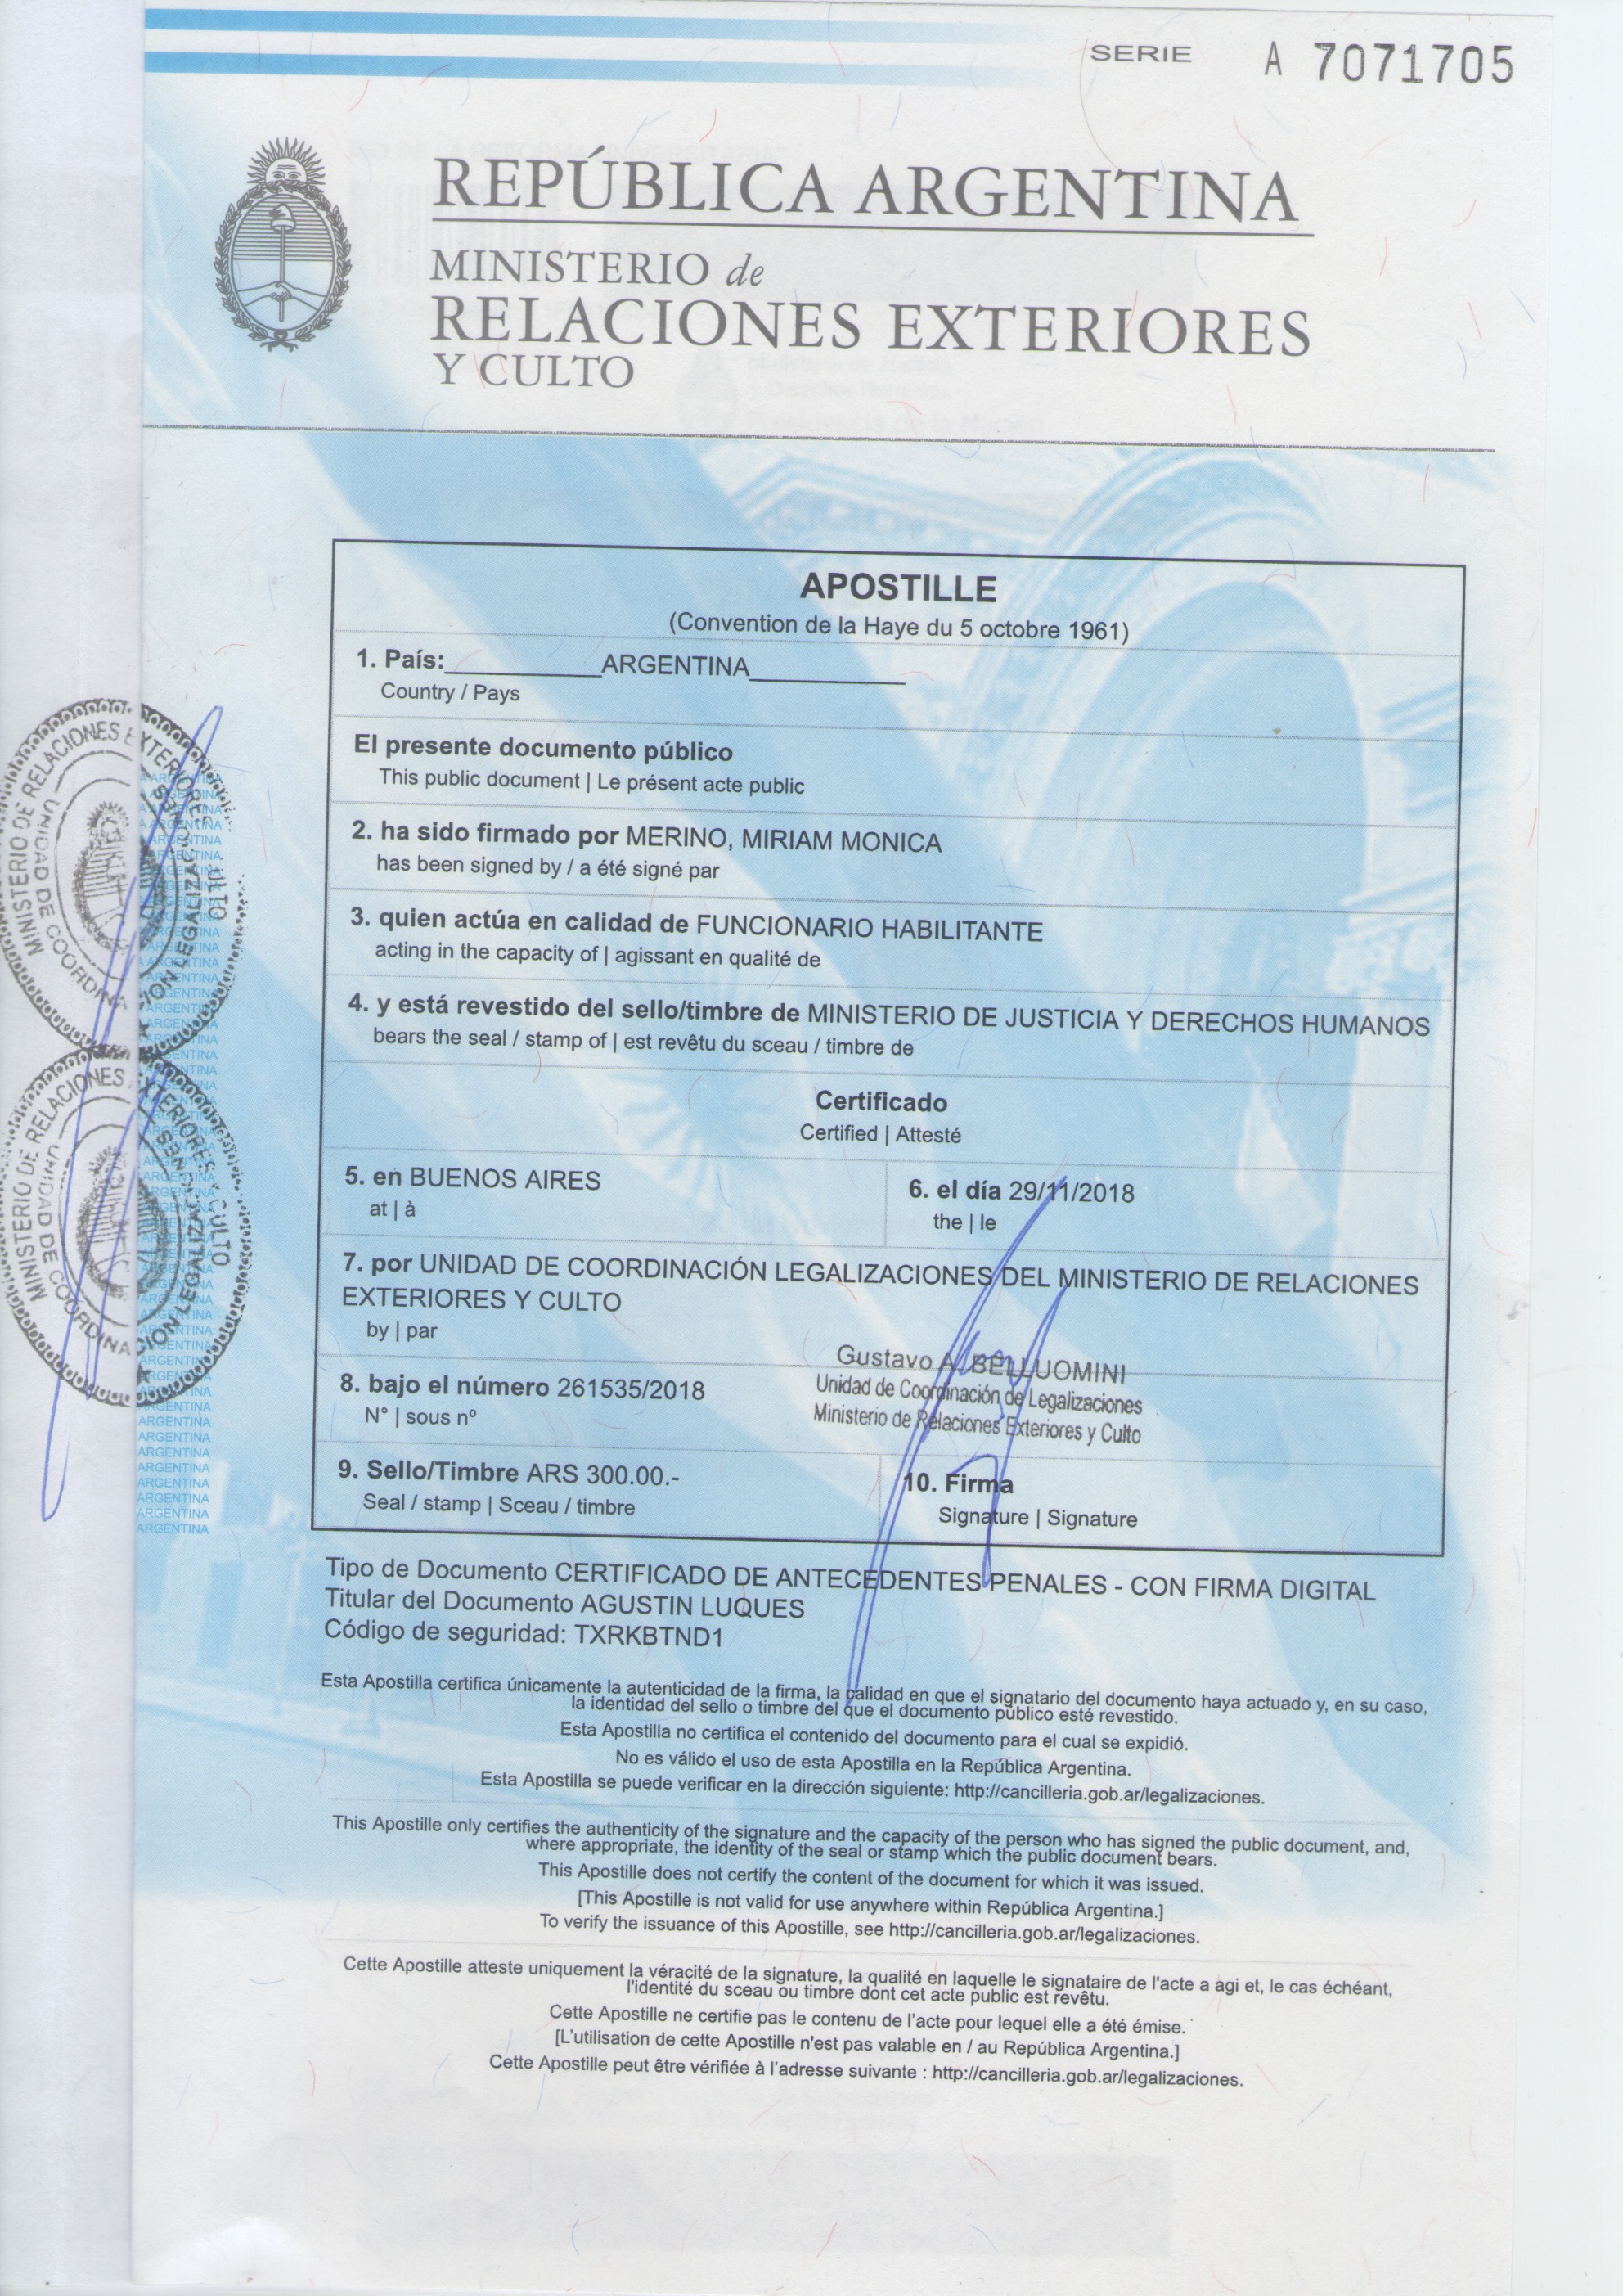 SERIE A 7071705
REPÚBLICA ARGENTINA
MINISTERIO de
RELACIONES EXTERIORES
Y CULTO
APOSTILLE
(Convention de la Haye du 5 octobre 1961)
1. País: ARGENTINA
Country / Pays
El presente documento público
This public document | Le présent acte public
2. ha sido firmado por MERINO, MIRIAM MONICA
has been signed by / a été signé par
3. quien actúa en calidad de FUNCIONARIO HABILITANTE
acting in the capacity of | agissant en qualité de
4. y está revestido del sello/timbre de MINISTERIO DE JUSTICIA Y DERECHOS HUMANOS
bears the seal / stamp of | est revêtu du sceau / timbre de
Certificado
Certified | Attesté
5. en BUENOS AIRES
at | à
6. el día 29/11/2018
the | le
7. por UNIDAD DE COORDINACIÓN LEGALIZACIONES DEL MINISTERIO DE RELACIONES
EXTERIORES Y CULTO
by | par
Gustavo A. BELLUOMINI
Unidad de Coordinación de Legalizaciones
Ministerio de Relaciones Exteriores y Culto
8. bajo el número 261535/2018
N° | sous nº
9. Sello/Timbre ARS 300.00.-
Seal / stamp | Sceau / timbre
10. Firma
Signature | Signature
Tipo de Documento CERTIFICADO DE ANTECEDENTES PENALES - CON FIRMA DIGITAL
Titular del Documento AGUSTIN LUQUES
Código de seguridad: TXRKBTND1
Esta Apostilla certifica únicamente la autenticidad de la firma, la calidad en que el signatario del documento haya actuado y, en su caso,
la identidad del sello o timbre del que el documento público esté revestido.
Esta Apostilla no certifica el contenido del documento para el cual se expidió.
No es válido el uso de esta Apostilla en la República Argentina.
Esta Apostilla se puede verificar en la dirección siguiente: http://cancilleria.gob.ar/legalizaciones.
This Apostille only certifies the authenticity of the signature and the capacity of the person who has signed the public document, and,
where appropriate, the identity of the seal or stamp which the public document bears.
This Apostille does not certify the content of the document for which it was issued.
[This Apostille is not valid for use anywhere within República Argentina.]
To verify the issuance of this Apostille, see http://cancilleria.gob.ar/legalizaciones.
Cette Apostille atteste uniquement la véracité de la signature, la qualité en laquelle le signataire de l'acte a agi et, le cas échéant,
l'identité du sceau ou timbre dont cet acte public est revêtu.
Cette Apostille ne certifie pas le contenu de l'acte pour lequel elle a été émise.
[L'utilisation de cette Apostille n'est pas valable en / au República Argentina.]
Cette Apostille peut être vérifiée à l'adresse suivante : http://cancilleria.gob.ar/legalizaciones.